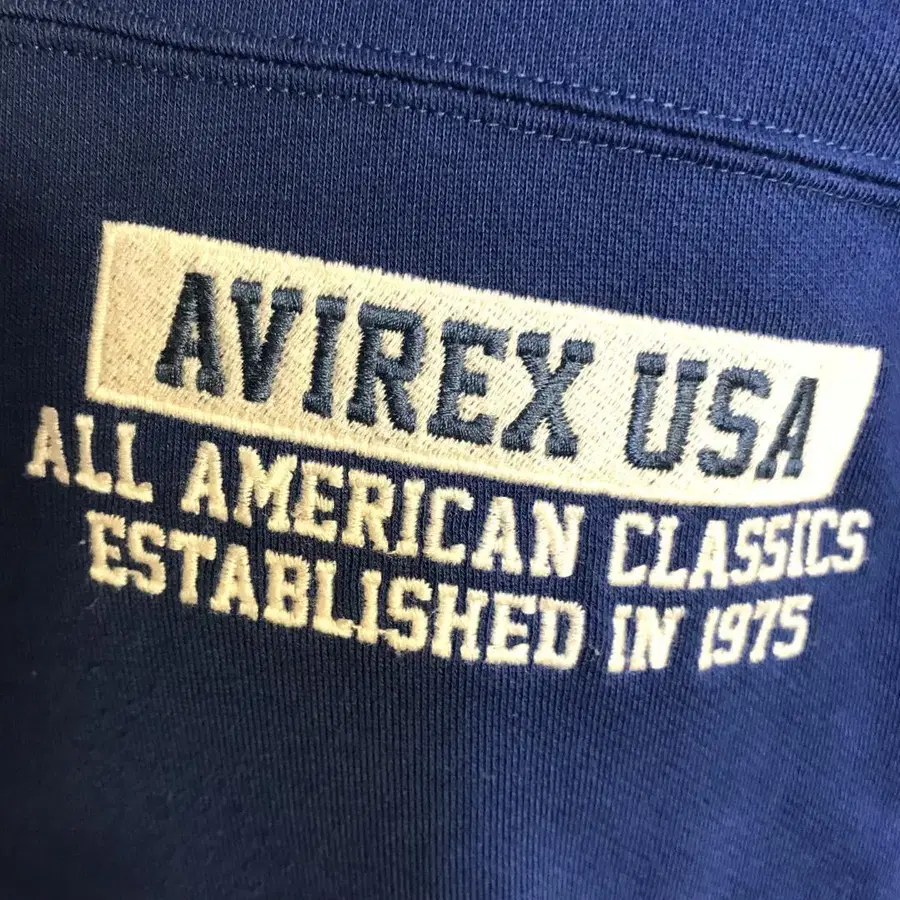 AVIREX USA
ALL AMERICAN CLASSICS
ESTABLISHED IN 1975